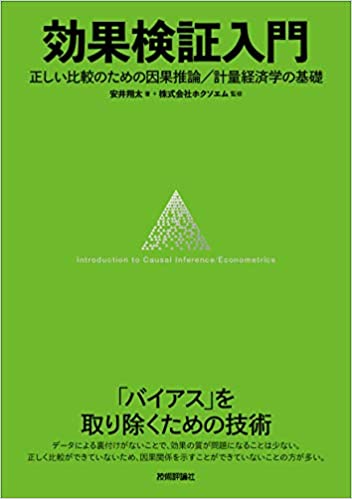 効果検証入門
正しい比較のための因果推論/計量経済学の基礎
安井翔太 著・株式会社ホクソエム 監修
Introduction to Causal Inference/Econometrics
「バイアス」を
取り除くための技術
データによる裏付けがないことで、効果の質が問題になることは少ない。
正しく比較ができていないため、因果関係を示すことができていないことの方が多い。
技術評論社